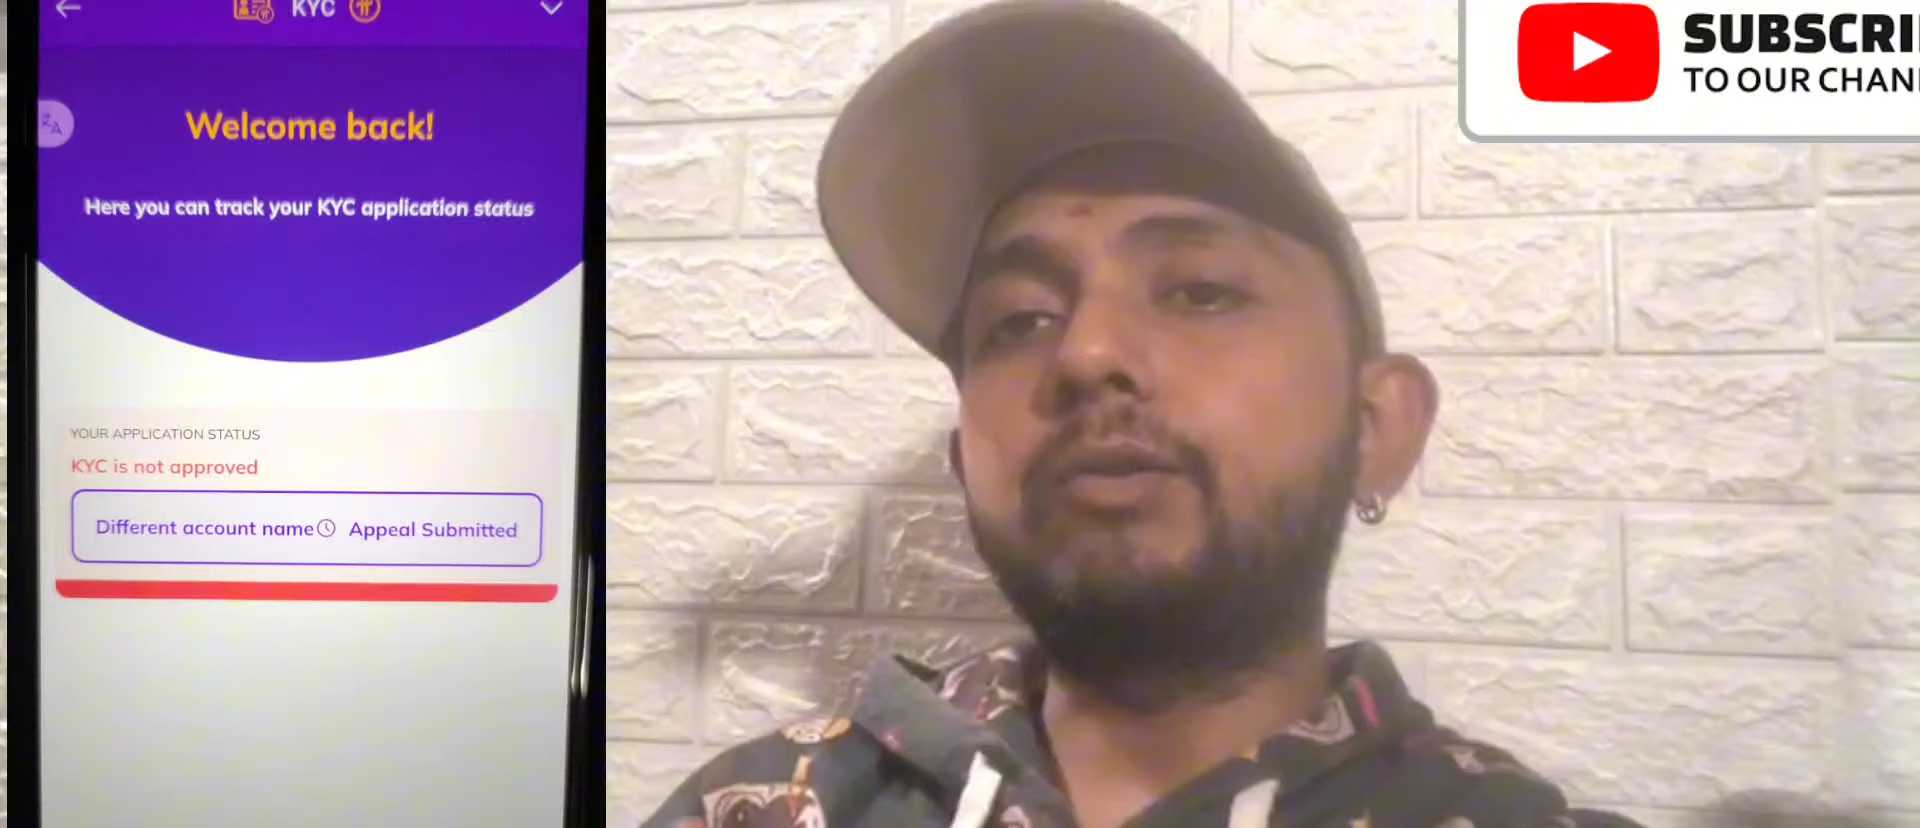 KYC
Welcome back!
Here you can track your KYC application status
YOUR APPLICATION STATUS
KYC is not approved
Different account name Appeal Submitted
SUBSCRI
TO OUR CHAN